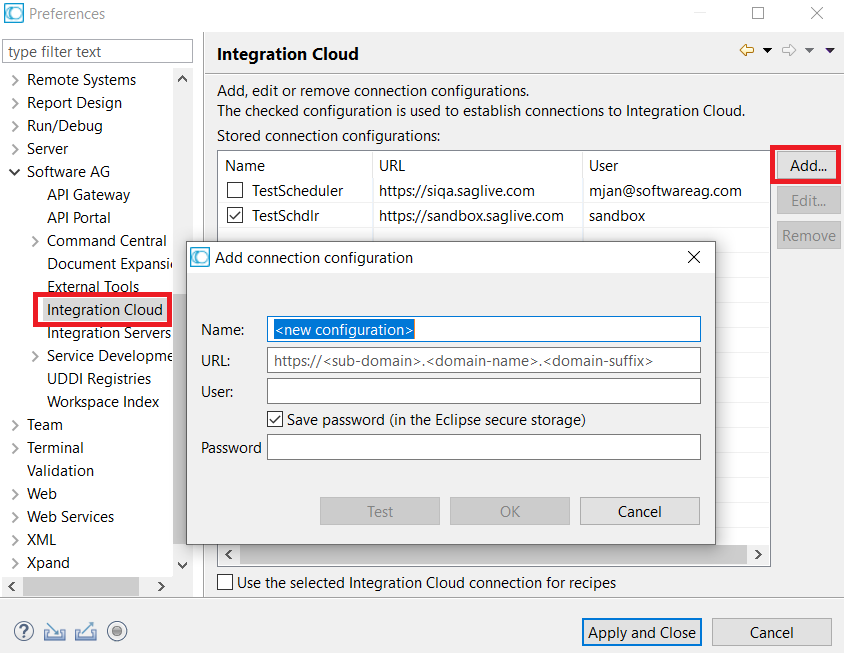 Preferences
type filter text
Remote Systems
Report Design
Run/Debug
Server
Software AG
API Gateway
API Portal
Command Central
Document Expansi
External Tools
Integration Cloud
Integration Servers
Service Developme
UDDI Registries
Workspace Index
Team
Terminal
Validation
Web
Web Services
XML
Xpand
Integration Cloud
Add, edit or remove connection configurations.
The checked configuration is used to establish connections to Integration Cloud.
Stored connection configurations:
Name URL User
TestScheduler https://siqa.saglive.com mjan@softwareag.com
TestSchdlr https://sandbox.saglive.com sandbox
Add...
Edit...
Remove
Add connection configuration
Name: <new configuration>
URL: https://<sub-domain>.<domain-name>.<domain-suffix>
User:
Save password (in the Eclipse secure storage)
Password
Test OK Cancel
Use the selected Integration Cloud connection for recipes
Apply and Close Cancel